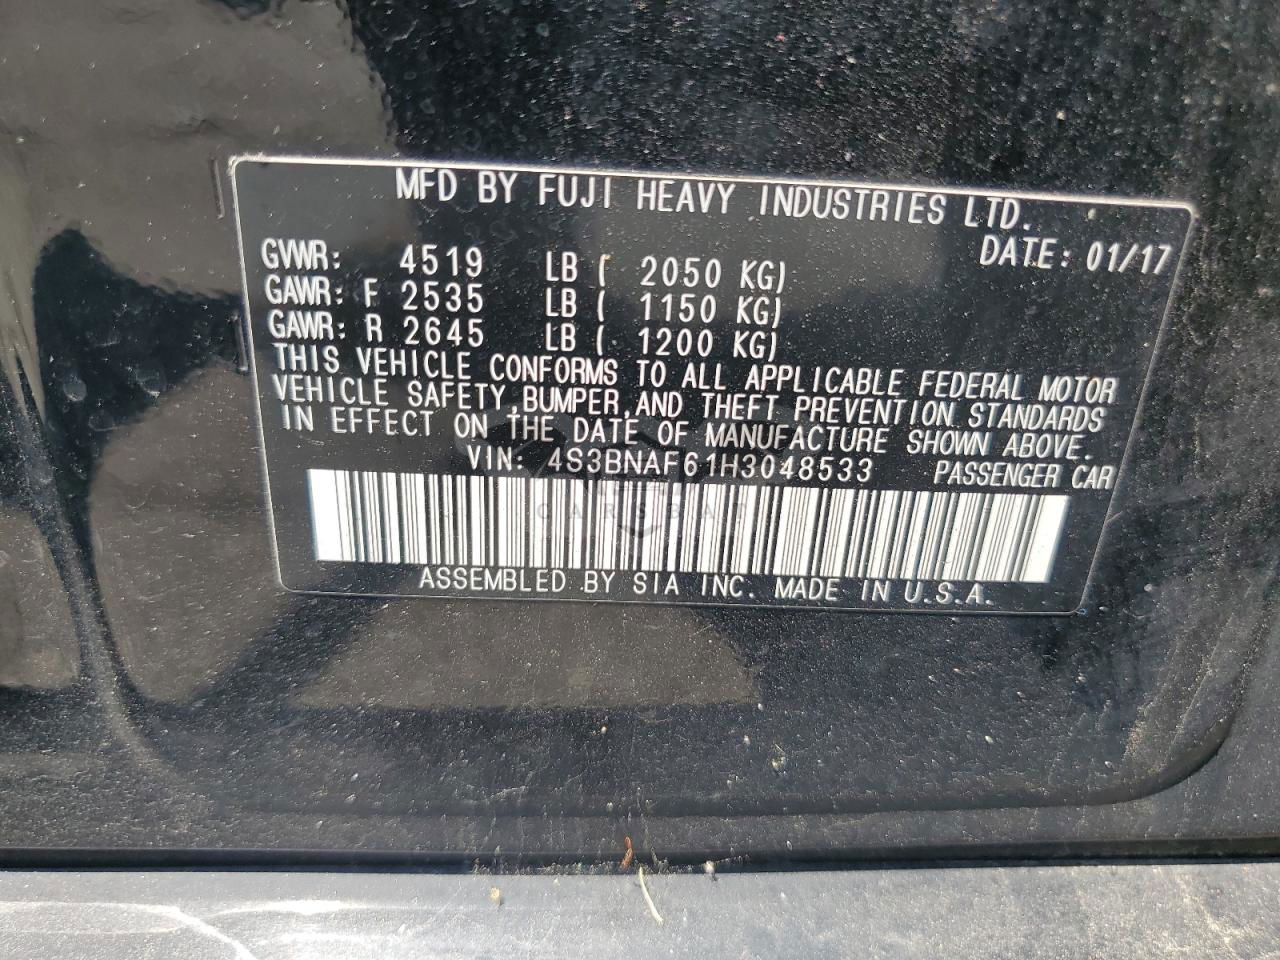 MFD BY FUJI HEAVY INDUSTRIES LTD.
DATE: 01/17
GVWR: 4519 LB ( 2050 KG)
GAWR: F 2535 LB ( 1150 KG)
GAWR: R 2645 LB ( 1200 KG)
THIS VEHICLE CONFORMS TO ALL APPLICABLE FEDERAL MOTOR
VEHICLE SAFETY,BUMPER,AND THEFT PREVENTION STANDARDS
IN EFFECT ON THE DATE OF MANUFACTURE SHOWN ABOVE.
VIN: 4S3BNAF61H3048533 PASSENGER CAR
CARSBAT
ASSEMBLED BY SIA INC. MADE IN U.S.A.